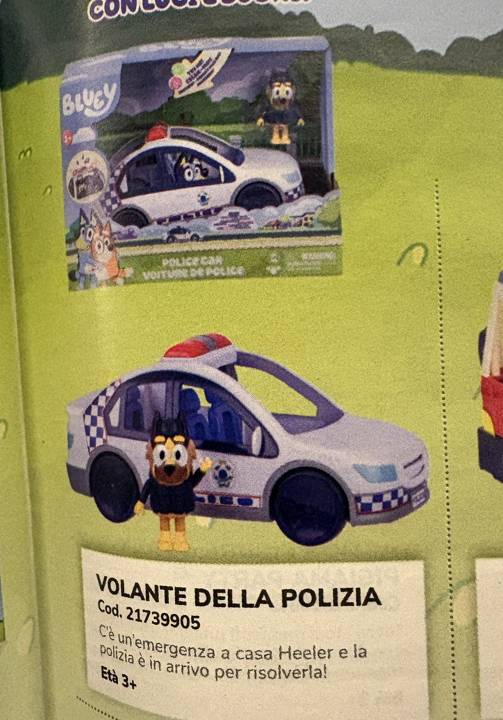 CON LUCI
BLUEY
3+
POLICE CAR
VOITURE DE POLICE
WARNING
VOLANTE DELLA POLIZIA
Cod. 21739905
C'è un'emergenza a casa Heeler e la
polizia è in arrivo per risolverla!
Età 3+